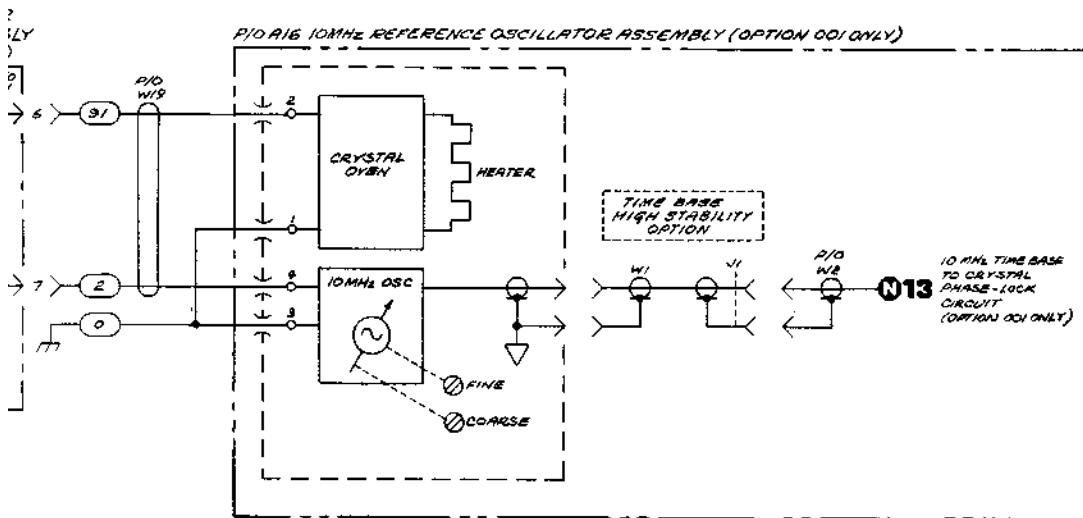 LY
P/O A16 10MHz REFERENCE OSCILLATOR ASSEMBLY (OPTION 001 ONLY)
P/O
W19
6
91
2
CRYSTAL
OVEN
HEATER
1
TIME BASE
HIGH STABILITY
OPTION
7
2
10MHz OSC
W1
J1
P/O
W2
N13
10 MHz TIME BASE
TO CRYSTAL
PHASE-LOCK
CIRCUIT
(OPTION 001 ONLY)
0
3
FINE
COARSE